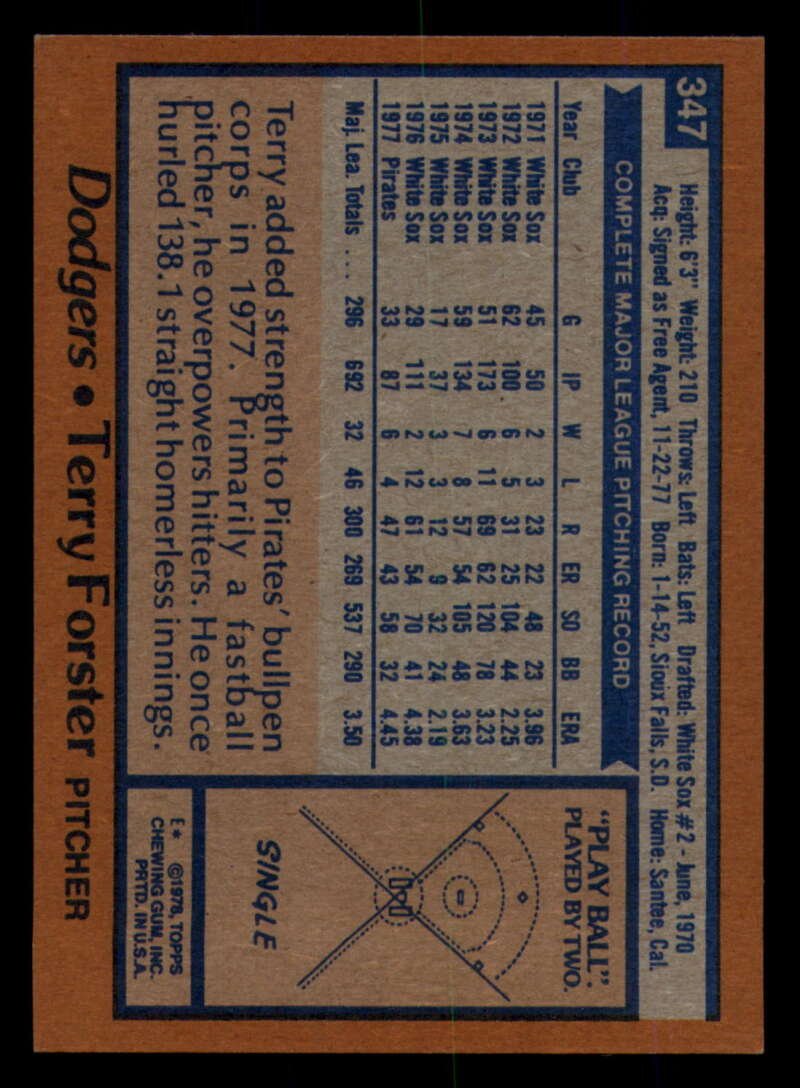 347
Height: 6'3" Weight: 210 Throws: Left Bats: Left Drafted: White Sox #2 - June, 1970
Acq: Signed as Free Agent, 11-22-77 Born: 1-14-52, Sioux Falls, S.D. Home: Santee, Cal.
COMPLETE MAJOR LEAGUE PITCHING RECORD
Year Club G IP W L R ER SO BB ERA
1971 White Sox 45 50 2 3 23 22 48 23 3.96
1972 White Sox 62 100 6 5 31 25 104 44 2.25
1973 White Sox 51 173 6 11 69 62 120 78 3.23
1974 White Sox 59 134 7 8 57 54 105 48 3.63
1975 White Sox 17 37 3 3 12 9 32 24 2.19
1976 White Sox 29 111 2 12 61 54 70 41 4.38
1977 Pirates 33 87 6 4 47 43 58 32 4.45
Maj. Lea. Totals ... 296 692 32 46 300 269 537 290 3.50
Terry added strength to Pirates' bullpen
corps in 1977. Primarily a fastball
pitcher, he overpowers hitters. He once
hurled 138.1 straight homerless innings.
"PLAY BALL".
PLAYED BY TWO.
SINGLE
E* ©1978, TOPPS
CHEWING GUM, INC.
PRTD. IN U.S.A.
Dodgers • Terry Forster PITCHER